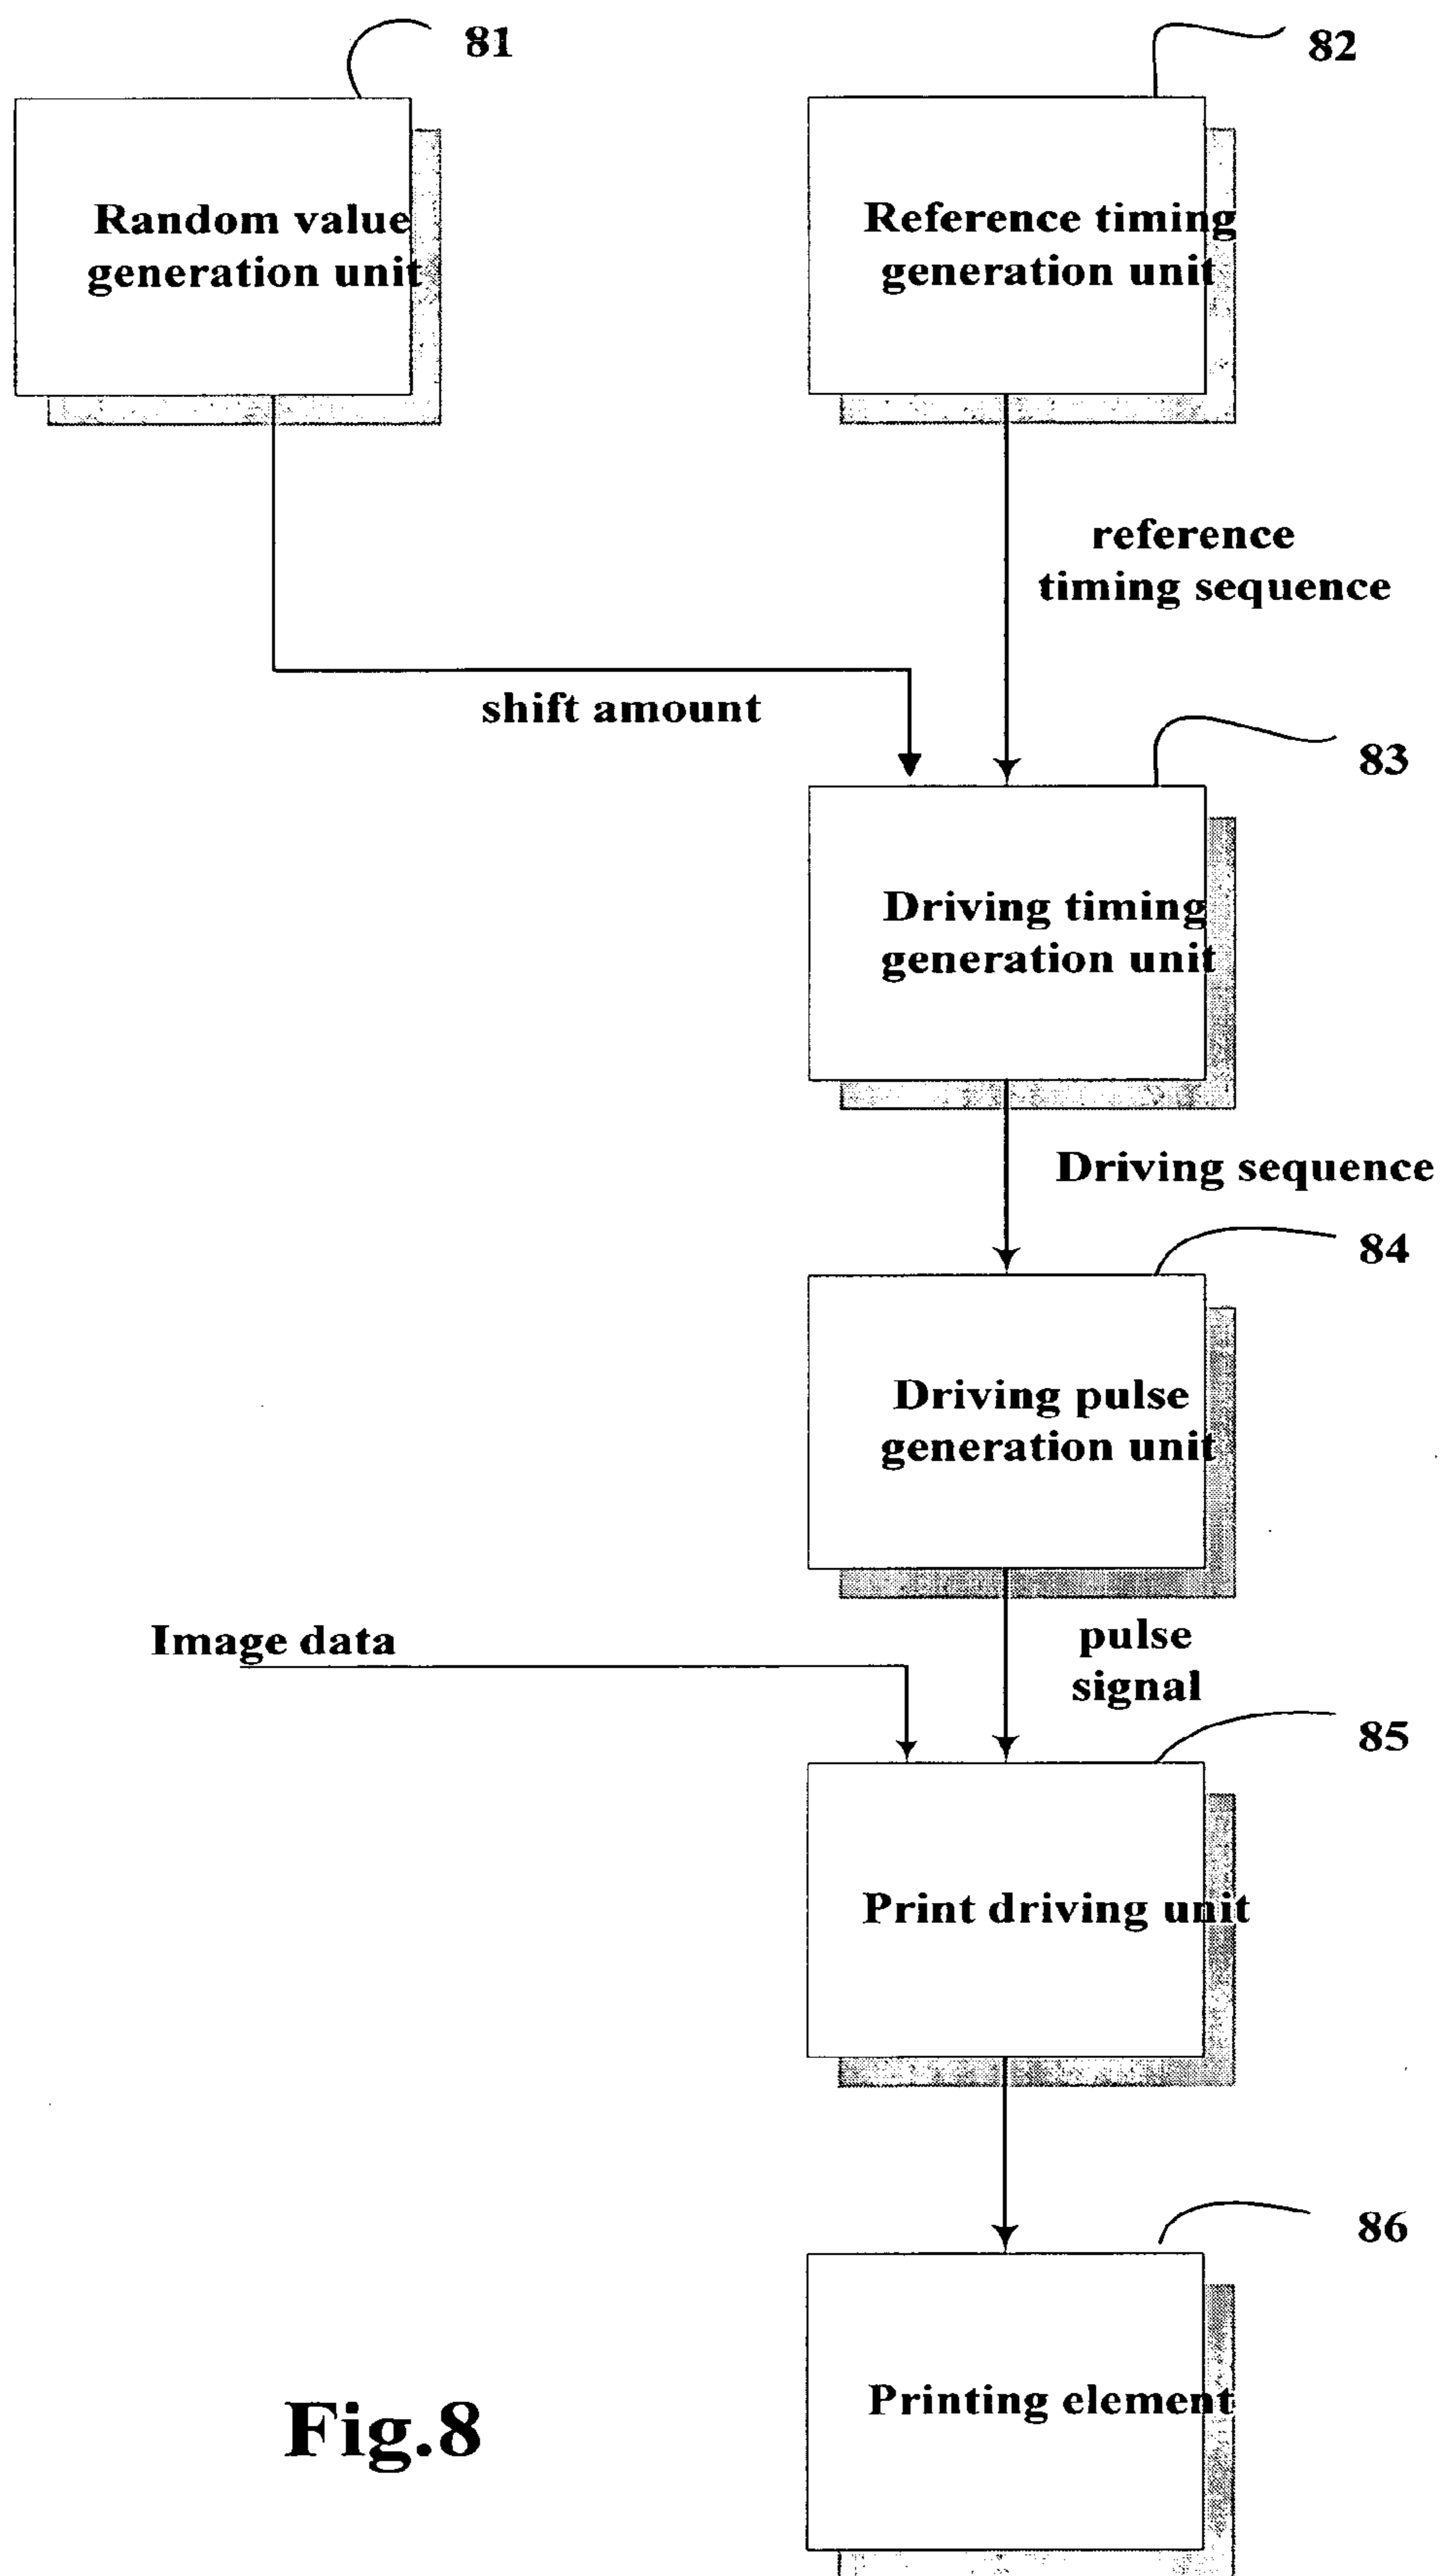 81
82
Random value
generation unit
Reference timing
generation unit
reference
timing sequence
shift amount
83
Driving timing
generation unit
Driving sequence
84
Driving pulse
generation unit
Image data
pulse
signal
85
Print driving unit
86
Printing element
Fig.8